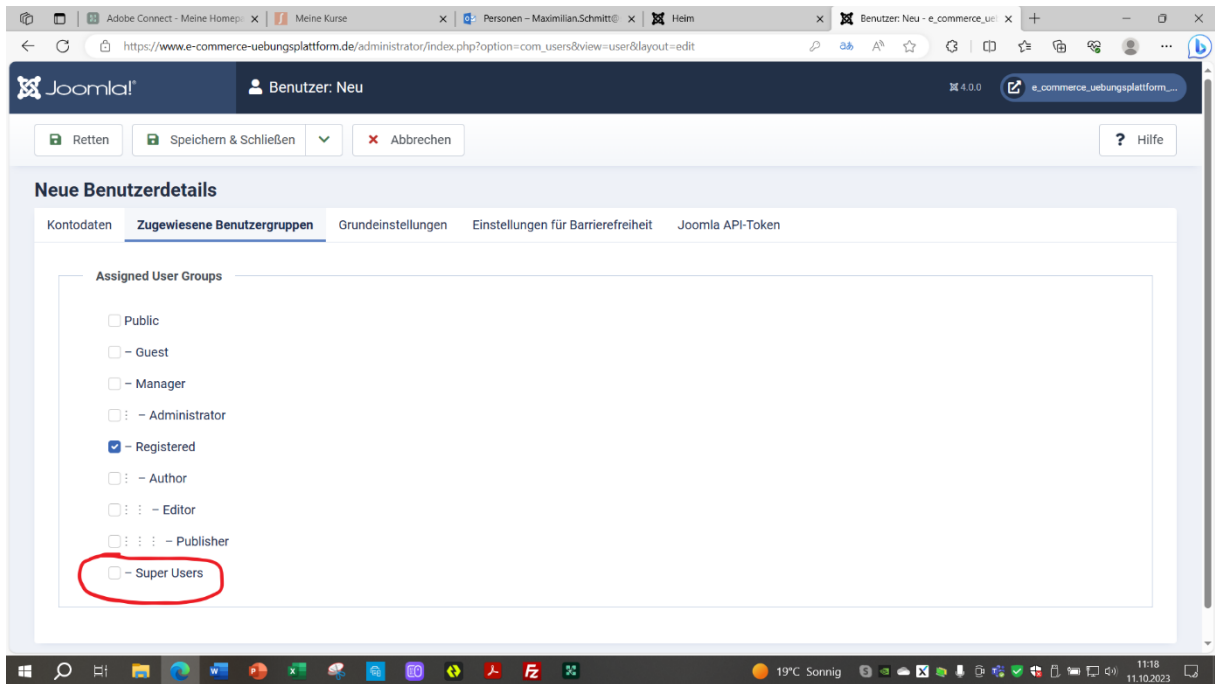 Adobe Connect - Meine Homepa
Meine Kurse
Personen – Maximilian.Schmitt@
Heim
Benutzer: Neu - e_commerce_uel
https://www.e-commerce-uebungsplattform.de/administrator/index.php?option=com_users&view=user&layout=edit
Joomla!®
Benutzer: Neu
4.0.0
e_commerce_uebungsplattform_...
Retten
Speichern & Schließen
Abbrechen
? Hilfe
Neue Benutzerdetails
Kontodaten Zugewiesene Benutzergruppen Grundeinstellungen Einstellungen für Barrierefreiheit Joomla API-Token
Assigned User Groups
Public
– Guest
– Manager
⋮ – Administrator
– Registered
⋮ – Author
⋮ ⋮ – Editor
⋮ ⋮ ⋮ – Publisher
– Super Users
19°C Sonnig
11:18
11.10.2023